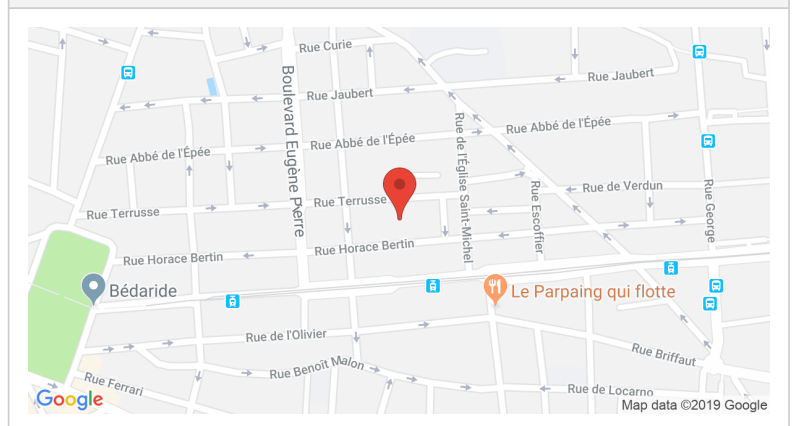 Rue Curie
Rue Jaubert
Rue Jaubert
Boulevard Eugène Pierre
Rue Abbé de l'Épée
Rue Abbé de l'Épée
Rue Abbé de l'Épée
Rue de l'Église Saint-Michel
Rue Terrusse
Rue Terrusse
Rue Escoffier
Rue de Verdun
Rue George
Rue Horace Bertin
Rue Horace Bertin
Bédaride
Le Parpaing qui flotte
Rue de l'Olivier
Rue Benoît Malon
Rue Briffaut
Rue Ferrari
Rue de Locarno
Google
Map data ©2019 Google